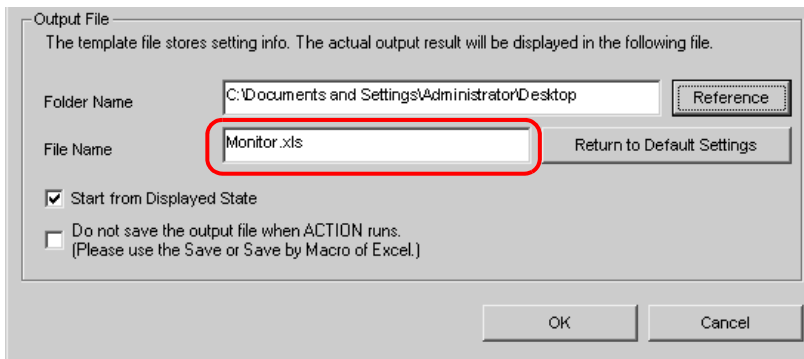 Output File
The template file stores setting info. The actual output result will be displayed in the following file.
Folder Name
C:\Documents and Settings\Administrator\Desktop
Reference
File Name
Monitor.xls
Return to Default Settings
Start from Displayed State
Do not save the output file when ACTION runs.
(Please use the Save or Save by Macro of Excel.)
OK
Cancel